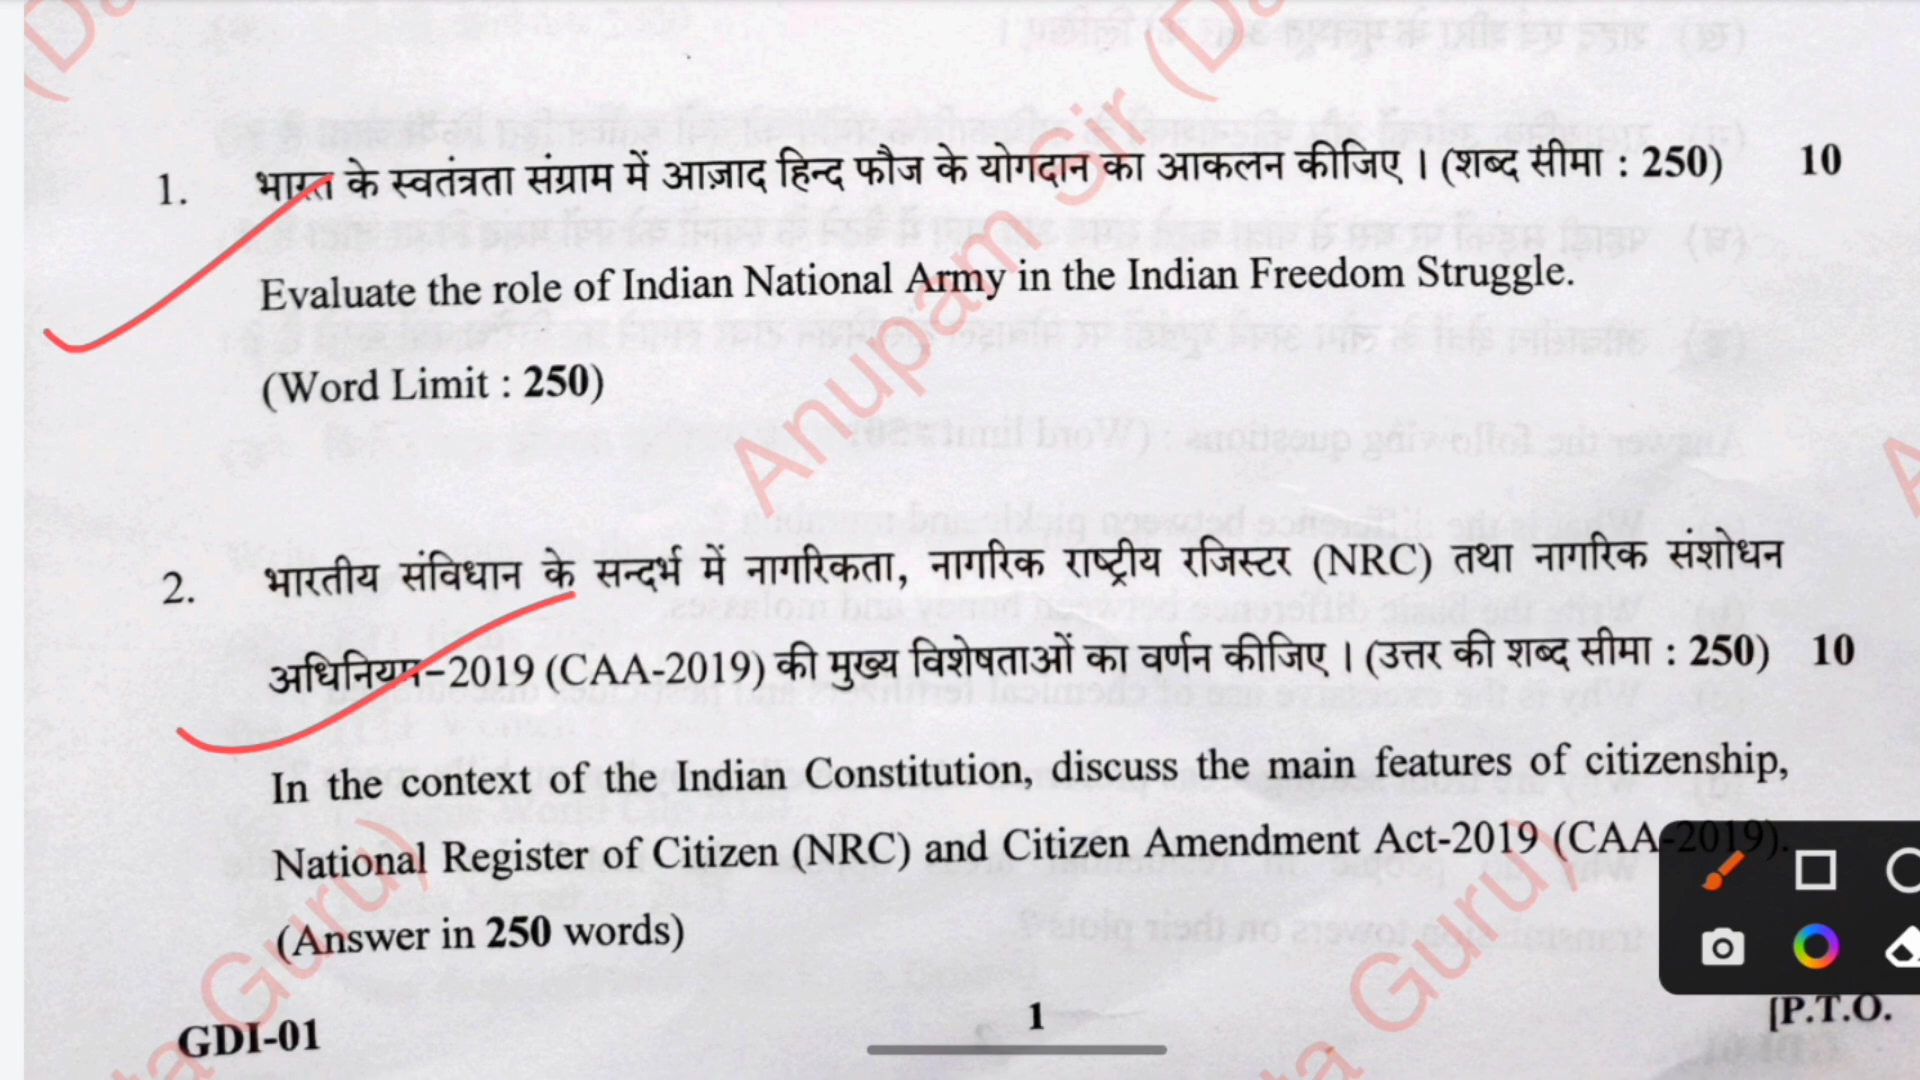 1. भारत के स्वतंत्रता संग्राम में आज़ाद हिन्द फौज के योगदान का आकलन कीजिए । (शब्द सीमा : 250) 10
Evaluate the role of Indian National Army in the Indian Freedom Struggle.
(Word Limit : 250)
2. भारतीय संविधान के सन्दर्भ में नागरिकता, नागरिक राष्ट्रीय रजिस्टर (NRC) तथा नागरिक संशोधन
अधिनियम-2019 (CAA-2019) की मुख्य विशेषताओं का वर्णन कीजिए । (उत्तर की शब्द सीमा : 250) 10
In the context of the Indian Constitution, discuss the main features of citizenship,
National Register of Citizen (NRC) and Citizen Amendment Act-2019 (CAA-2019).
(Answer in 250 words)
GDI-01 1 [P.T.O.
Anupam Sir (Da
Guru)
ta Guru)